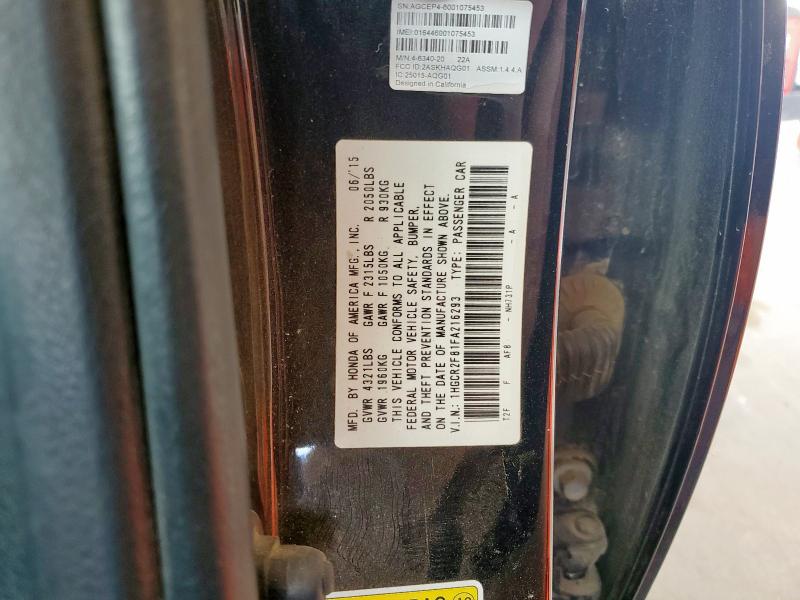 SN:AGCEP4-6001075453
IMEI:016446001075453
M/N:4-6340-20 22A
FCC ID:2ASKHAQG01 ASSM:1.4.4.A
IC:25015-AQG01
Designed in California
MFD. BY HONDA OF AMERICA MFG., INC. 06/'15
GVWR 4321LBS GAWR F 2315LBS R 2050LBS
GVWR 1960KG GAWR F 1050KG R 930KG
THIS VEHICLE CONFORMS TO ALL APPLICABLE
FEDERAL MOTOR VEHICLE SAFETY, BUMPER,
AND THEFT PREVENTION STANDARDS IN EFFECT
ON THE DATE OF MANUFACTURE SHOWN ABOVE.
V.I.N.: 1HGCR2F81FA216293 TYPE: PASSENGER CAR
T2F F AFB - NH731P - A - A